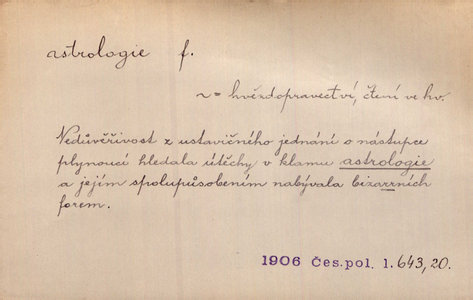 astrologie f.
~ = hvězdopravectví, čtení ve hv.
Nedůvěřivost z ustavičného jednání o nástupce
plynoucí hledala útěchy v klamu astrologie
a jejím spolupůsobením nabývala bizarrních
forem.
1906 Čes. pol. 1. 643, 20.